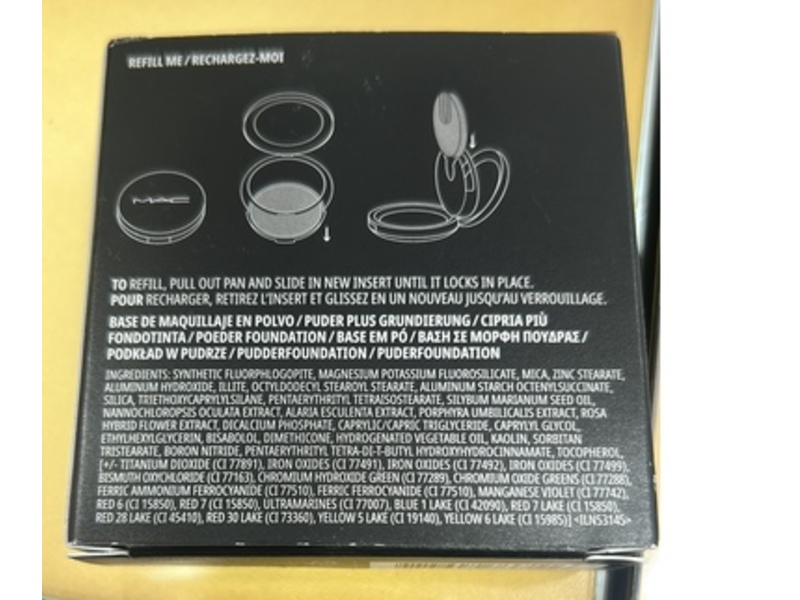 REFILL ME / RECHARGEZ-MOI
MAC
TO REFILL, PULL OUT PAN AND SLIDE IN NEW INSERT UNTIL IT LOCKS IN PLACE.
POUR RECHARGER, RETIREZ L'INSERT ET GLISSEZ EN UN NOUVEAU JUSQU'AU VERROUILLAGE.
BASE DE MAQUILLAJE EN POLVO / PUDER PLUS GRUNDIERUNG / CIPRIA PIÙ
FONDOTINTA / POEDER FOUNDATION / BASE EM PÓ / ΒΑΣΗ ΣΕ ΜΟΡΦΗ ΠΟΥΔΡΑΣ /
PODKŁAD W PUDRZE / PUDDERFOUNDATION / PUDERFOUNDATION
INGREDIENTS: SYNTHETIC FLUORPHLOGOPITE, MAGNESIUM POTASSIUM FLUOROSILICATE, MICA, ZINC STEARATE,
ALUMINUM HYDROXIDE, ILLITE, OCTYLDODECYL STEAROYL STEARATE, ALUMINUM STARCH OCTENYLSUCCINATE,
SILICA, TRIETHOXYCAPRYLYLSILANE, PENTAERYTHRITYL TETRAISOSTEARATE, SILYBUM MARIANUM SEED OIL,
NANNOCHLOROPSIS OCULATA EXTRACT, ALARIA ESCULENTA EXTRACT, PORPHYRA UMBILICALIS EXTRACT, ROSA
HYBRID FLOWER EXTRACT, DICALCIUM PHOSPHATE, CAPRYLIC/CAPRIC TRIGLYCERIDE, CAPRYLYL GLYCOL,
ETHYLHEXYLGLYCERIN, BISABOLOL, DIMETHICONE, HYDROGENATED VEGETABLE OIL, KAOLIN, SORBITAN
TRISTEARATE, BORON NITRIDE, PENTAERYTHRITYL TETRA-DI-T-BUTYL HYDROXYHYDROCINNAMATE, TOCOPHEROL,
[+/- TITANIUM DIOXIDE (CI 77891), IRON OXIDES (CI 77491), IRON OXIDES (CI 77492), IRON OXIDES (CI 77499),
BISMUTH OXYCHLORIDE (CI 77163), CHROMIUM HYDROXIDE GREEN (CI 77289), CHROMIUM OXIDE GREENS (CI 77288),
FERRIC AMMONIUM FERROCYANIDE (CI 77510), FERRIC FERROCYANIDE (CI 77510), MANGANESE VIOLET (CI 77742),
RED 6 (CI 15850), RED 7 (CI 15850), ULTRAMARINES (CI 77007), BLUE 1 LAKE (CI 42090), RED 7 LAKE (CI 15850),
RED 28 LAKE (CI 45410), RED 30 LAKE (CI 73360), YELLOW 5 LAKE (CI 19140), YELLOW 6 LAKE (CI 15985)] <ILN53145>